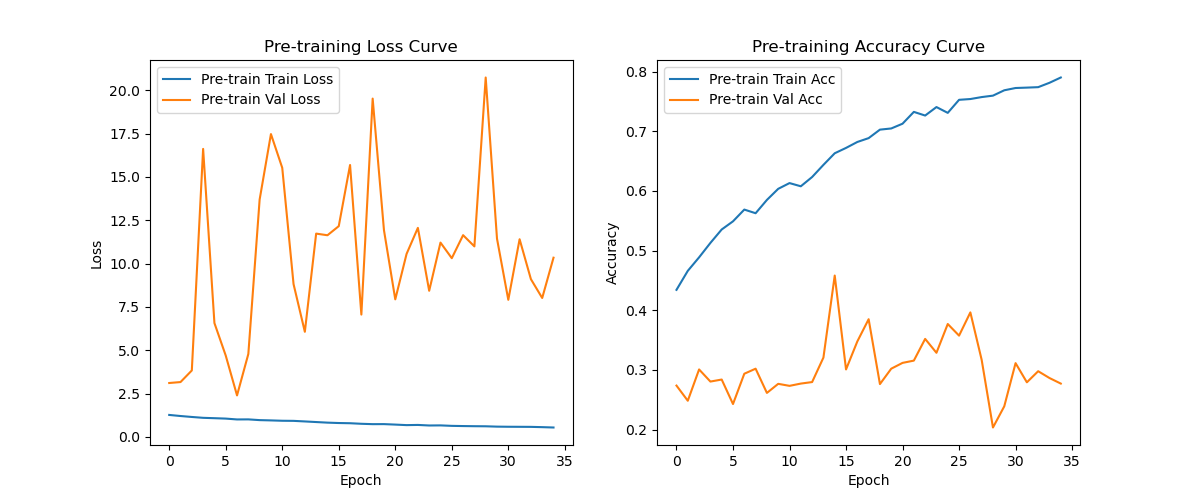 Pre-training Loss Curve
Pre-train Train Loss
Pre-train Val Loss
20.0
17.5
15.0
12.5
10.0
7.5
5.0
2.5
0.0
Loss
0 5 10 15 20 25 30 35
Epoch
Pre-training Accuracy Curve
Pre-train Train Acc
Pre-train Val Acc
0.8
0.7
0.6
0.5
0.4
0.3
0.2
Accuracy
0 5 10 15 20 25 30 35
Epoch